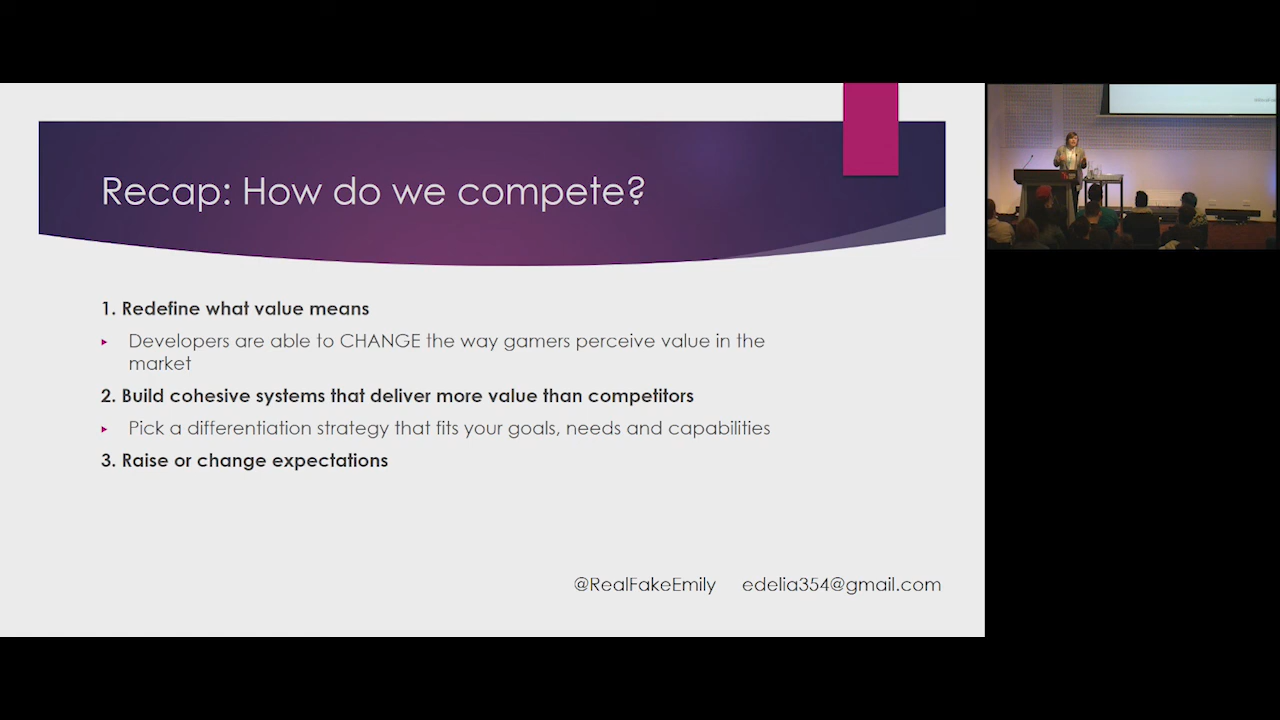 Recap: How do we compete?
1. Redefine what value means
Developers are able to CHANGE the way gamers perceive value in the
market
2. Build cohesive systems that deliver more value than competitors
Pick a differentiation strategy that fits your goals, needs and capabilities
3. Raise or change expectations
@RealFakeEmily edelia354@gmail.com